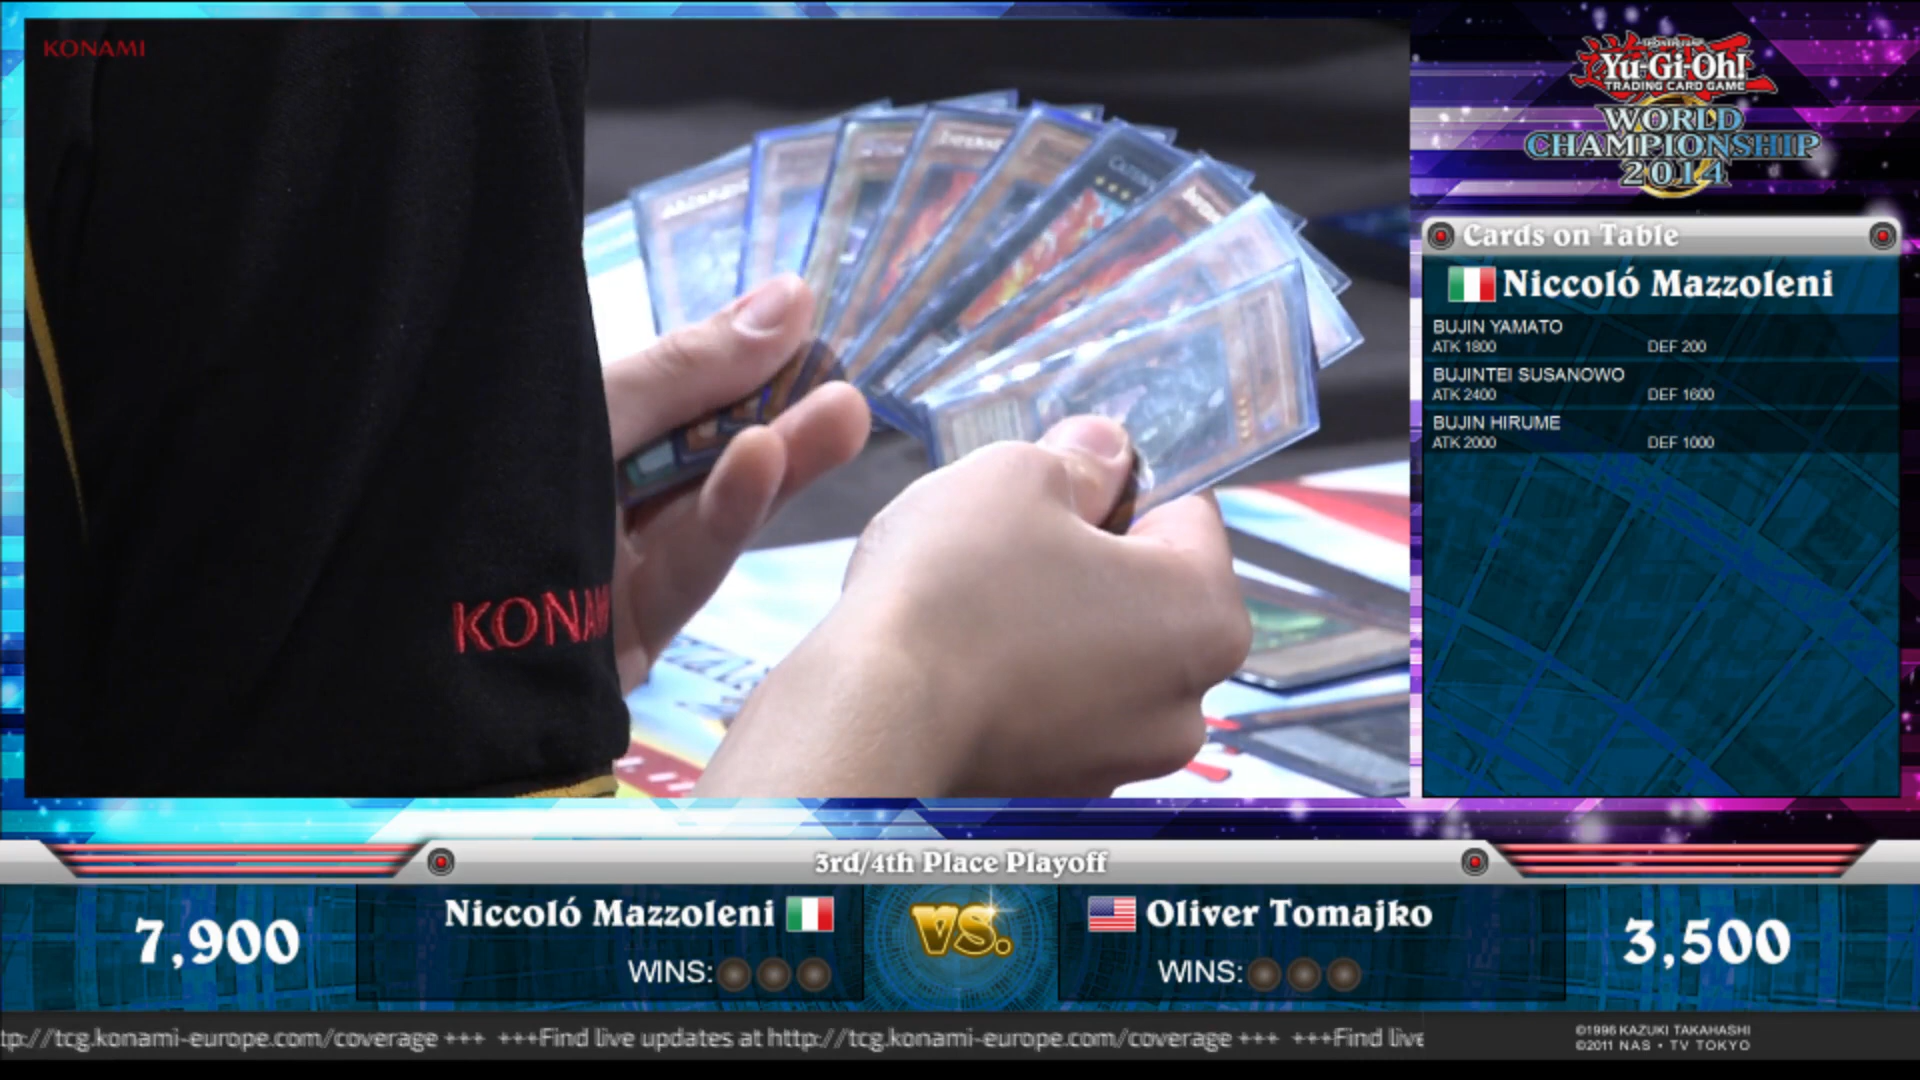 KONAMI
Yu-Gi-Oh!
TRADING CARD GAME
WORLD
CHAMPIONSHIP
2014
Cards on Table
Niccoló Mazzoleni
BUJIN YAMATO
ATK 1800 DEF 200
BUJINTEI SUSANOWO
ATK 2400 DEF 1600
BUJIN HIRUME
ATK 2000 DEF 1000
KONAM
3rd/4th Place Playoff
7,900
Niccoló Mazzoleni
WINS:
VS.
Oliver Tomajko
WINS:
3,500
tp://tcg.konami-europe.com/coverage +++ +++Find live updates at http://tcg.konami-europe.com/coverage +++ +++Find live
©1996 KAZUKI TAKAHASHI
©2011 NAS • TV TOKYO